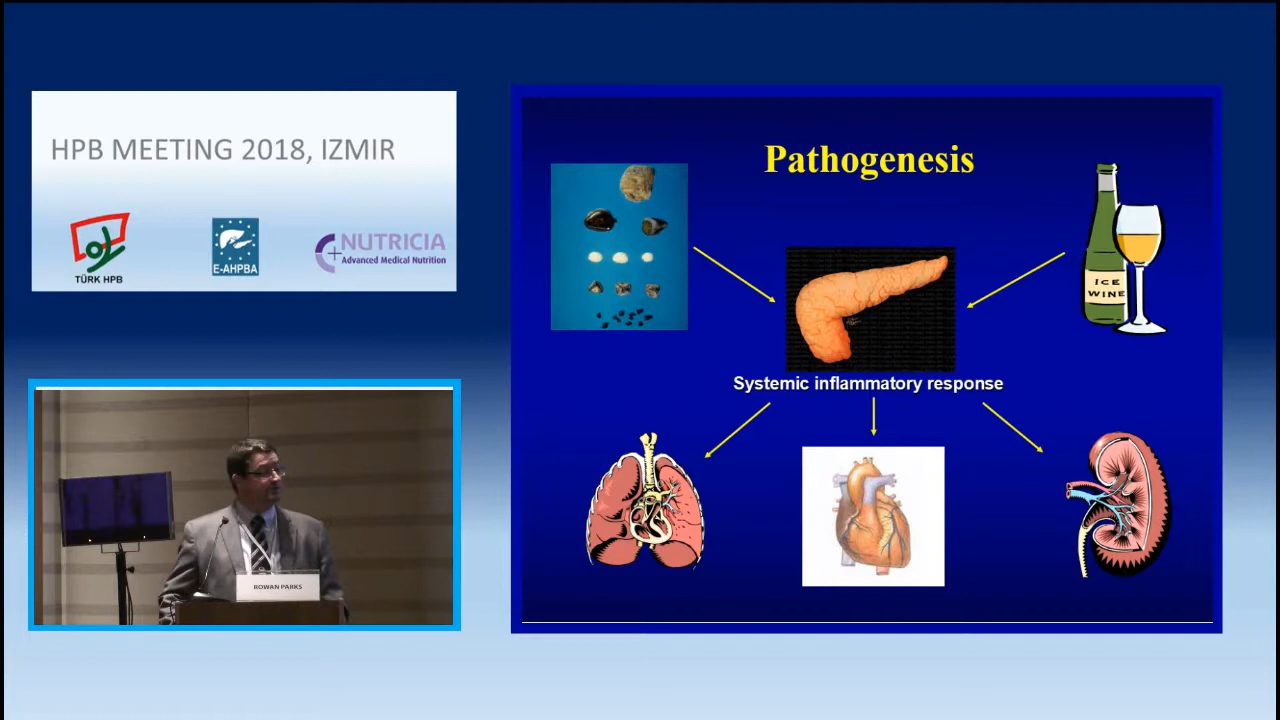 HPB MEETING 2018, IZMIR
TÜRK HPB
E-AHPBA
NUTRICIA
Advanced Medical Nutrition
ROWAN PARKS
Pathogenesis
ICE
WINE
Systemic inflammatory response